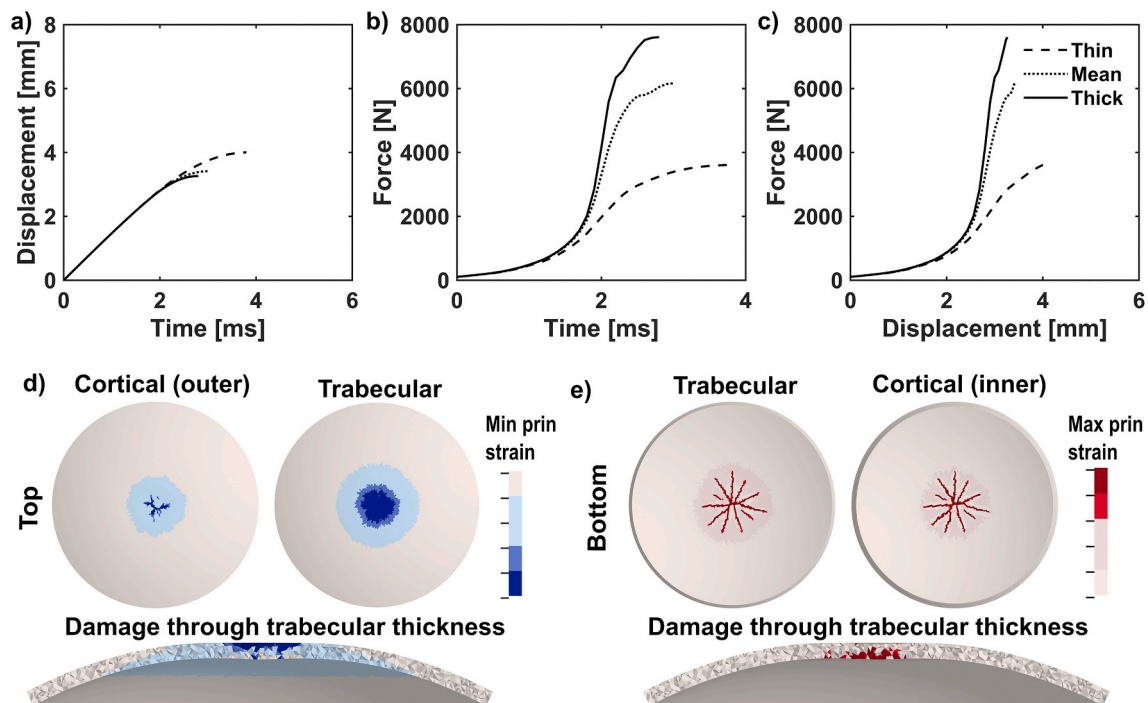 a)
8
6
4
2
0
Displacement [mm]
0 2 4 6
Time [ms]
b)
8000
6000
4000
2000
0
Force [N]
0 2 4
Time [ms]
c)
8000
6000
4000
2000
0
Force [N]
Thin
Mean
Thick
0 1 2 3 4 5 6
Displacement [mm]
d)
Cortical (outer)
Trabecular
Min prin
strain
Top
Damage through trabecular thickness
e)
Trabecular
Cortical (inner)
Max prin
strain
Bottom
Damage through trabecular thickness